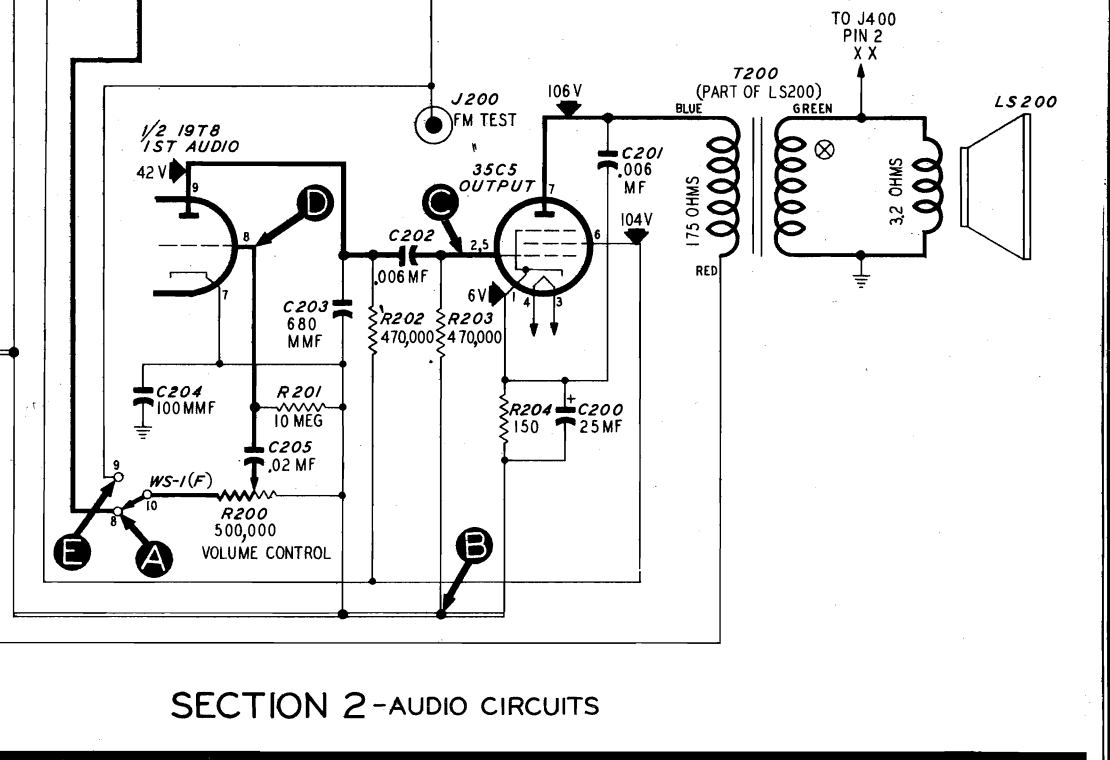 TO J400
PIN 2
X X
T200
(PART OF LS200)
BLUE
GREEN
LS200
J200
FM TEST
106V
1/2 19T8
1ST AUDIO
42V
9
35C5
OUTPUT
7
C201
.006
MF
175 OHMS
3.2 OHMS
D
C
8
C202
2,5
6
104V
.006MF
RED
7
6V
1
4
3
C203
680
MMF
R202
470,000
R203
470,000
C204
100MMF
R201
10 MEG
R204
150
+
C200
25MF
C205
.02 MF
9
WS-1(F)
10
8
R200
500,000
VOLUME CONTROL
E
A
B
SECTION 2-AUDIO CIRCUITS